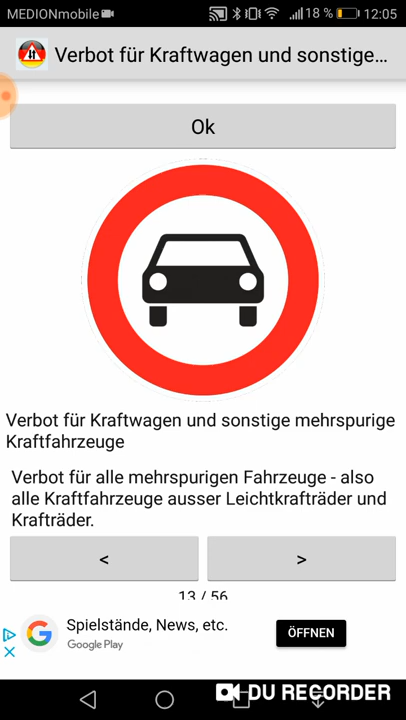 MEDIONmobile 18 % 12:05
Verbot für Kraftwagen und sonstige...
Ok
Verbot für Kraftwagen und sonstige mehrspurige
Kraftfahrzeuge
Verbot für alle mehrspurigen Fahrzeuge - also
alle Kraftfahrzeuge ausser Leichtkrafträder und
Krafträder.
< >
13 / 56
Spielstände, News, etc.
Google Play
ÖFFNEN
DU RECORDER